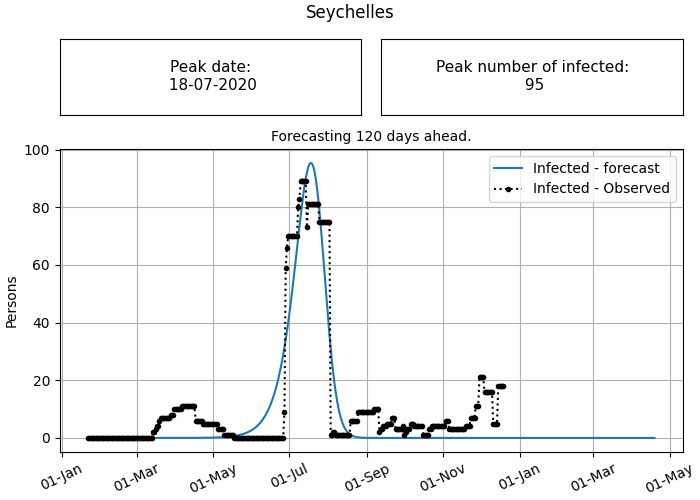 Seychelles
Peak date:
18-07-2020
Peak number of infected:
95
Forecasting 120 days ahead.
100
80
60
40
20
0
Persons
Infected - forecast
Infected - Observed
01-Jan
01-Mar
01-May
01-Jul
01-Sep
01-Nov
01-Jan
01-Mar
01-May